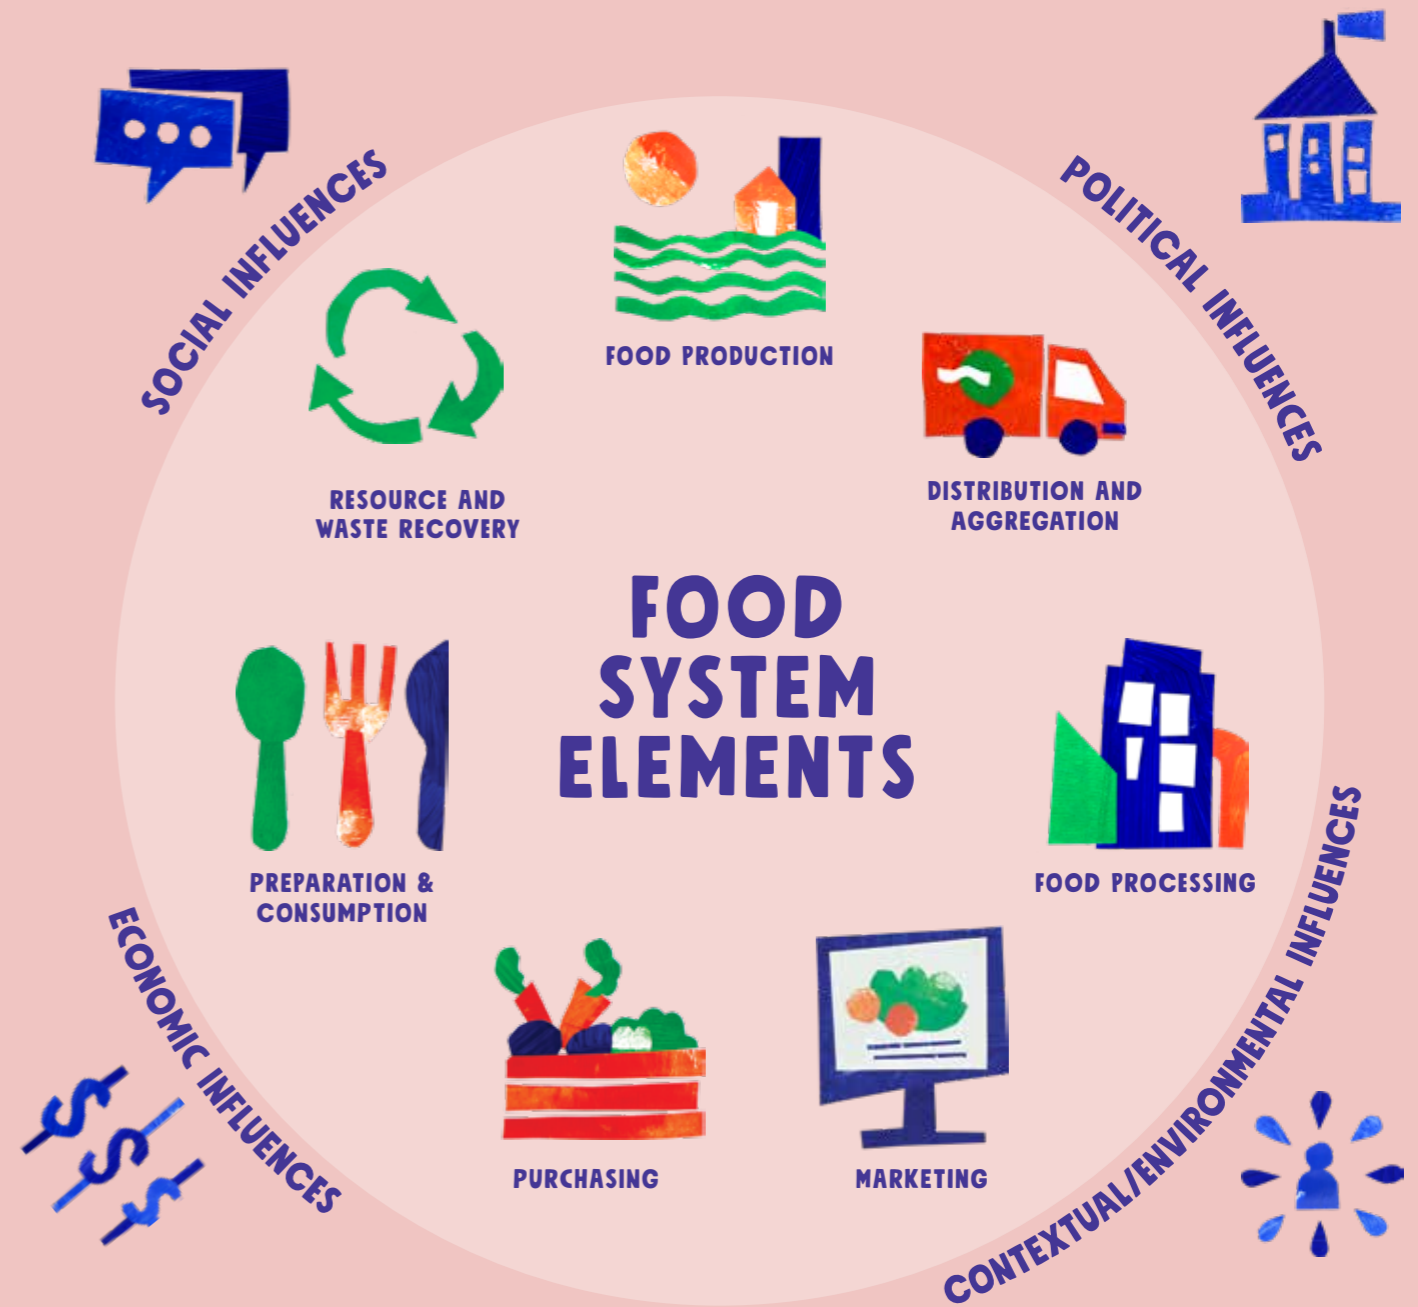 SOCIAL INFLUENCES
POLITICAL INFLUENCES
FOOD PRODUCTION
DISTRIBUTION AND
AGGREGATION
RESOURCE AND
WASTE RECOVERY
FOOD
SYSTEM
ELEMENTS
FOOD PROCESSING
PREPARATION &
CONSUMPTION
PURCHASING
MARKETING
ECONOMIC INFLUENCES
CONTEXTUAL/ENVIRONMENTAL INFLUENCES